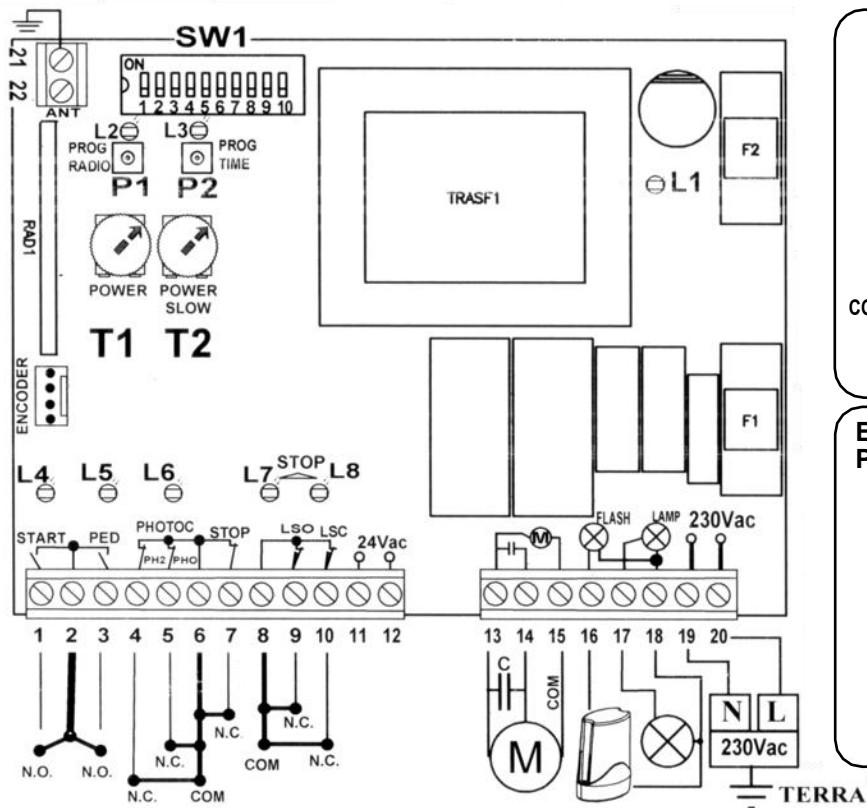 SW1
21
22
ANT
ON
1 2 3 4 5 6 7 8 9 10
L2
L3
PROG
RADIO
PROG
TIME
P1
P2
RAD1
POWER
POWER
SLOW
T1
T2
ENCODER
TRASF1
L1
F2
F1
CO
E
P
L4
L5
L6
L7
STOP
L8
START
PED
PHOTOC
PH2
PHO
STOP
LSO
LSC
24Vac
M
FLASH
LAMP
230Vac
1 2 3 4 5 6 7 8 9 10 11 12
13 14 15 16 17 18 19 20
N.O.
N.O.
N.C.
N.C.
COM
N.C.
COM
N.C.
N.C.
C
COM
M
N
L
230Vac
TERRA